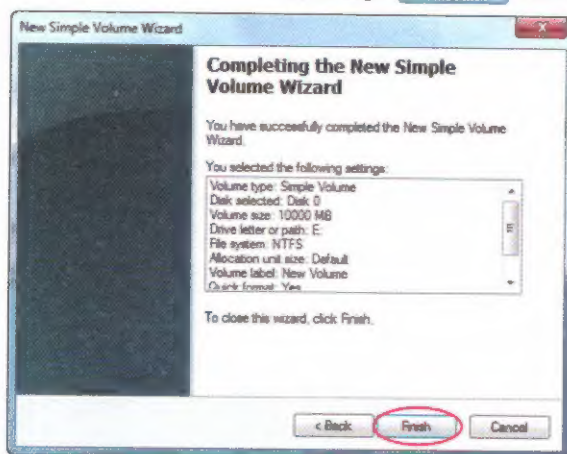 New Simple Volume Wizard
Completing the New Simple
Volume Wizard
You have successfully completed the New Simple Volume
Wizard.
You selected the following settings:
Volume type: Simple Volume
Disk selected: Disk 0
Volume size: 10000 MB
Drive letter or path: E:
File system: NTFS
Allocation unit size: Default
Volume label: New Volume
Quick format: Yes
To close this wizard, click Finish.
< Back
Finish
Cancel